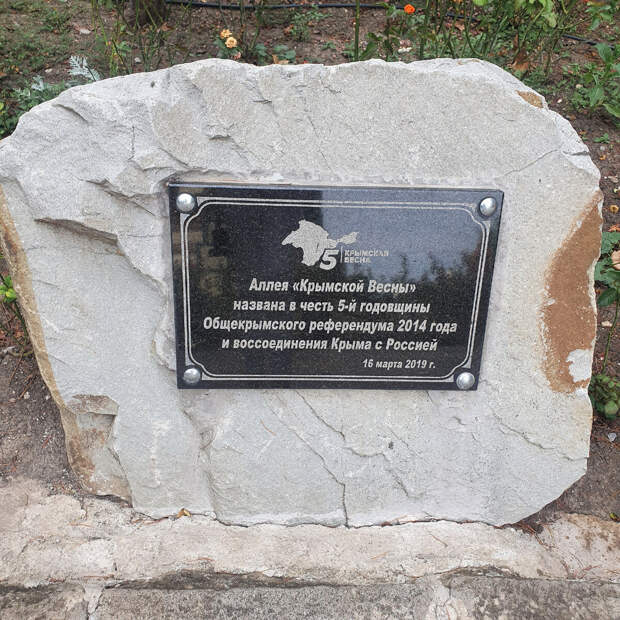 5 КРЫМСКАЯ
ВЕСНА
Аллея «Крымской Весны»
названа в честь 5-й годовщины
Общекрымского референдума 2014 года
и воссоединения Крыма с Россией
16 марта 2019 г.